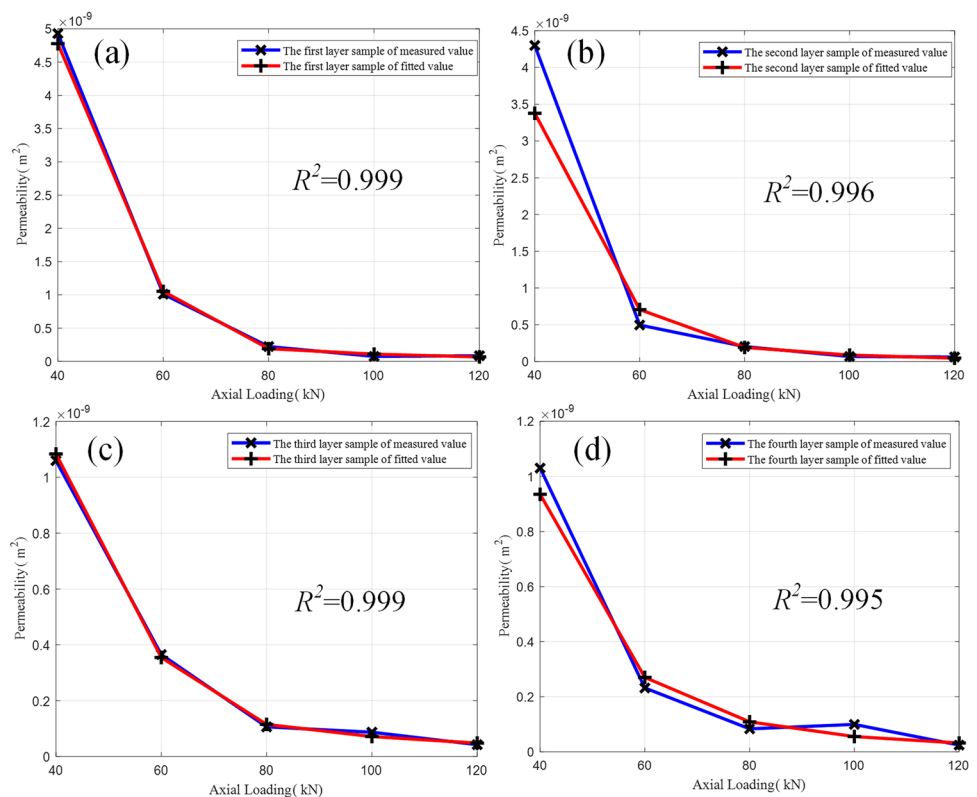 ×10⁻⁹
(a)
The first layer sample of measured value
The first layer sample of fitted value
R²=0.999
Permeability( m²)
5
4.5
4
3.5
3
2.5
2
1.5
1
0.5
0
40 60 80 100 120
Axial Loading( kN)
×10⁻⁹
(b)
The second layer sample of measured value
The second layer sample of fitted value
R²=0.996
Permeability( m²)
4.5
4
3.5
3
2.5
2
1.5
1
0.5
0
40 60 80 100 120
Axial Loading( kN)
×10⁻⁹
(c)
The third layer sample of measured value
The third layer sample of fitted value
R²=0.999
Permeability( m²)
1.2
1
0.8
0.6
0.4
0.2
0
40 60 80 100 120
Axial Loading( kN)
×10⁻⁹
(d)
The fourth layer sample of measured value
The fourth layer sample of fitted value
R²=0.995
Permeability( m²)
1.2
1
0.8
0.6
0.4
0.2
0
40 60 80 100 120
Axial Loading( kN)